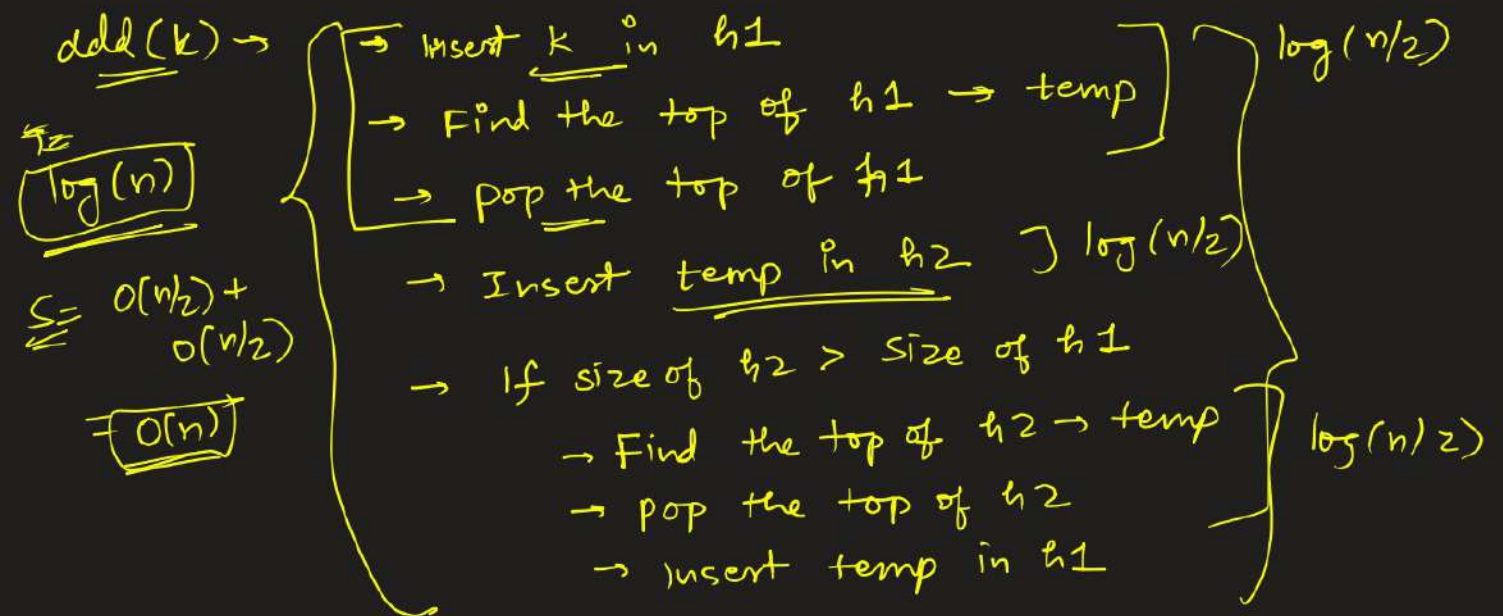 add(k) → → Insert k in h1 log(n/2)
→ Find the top of h1 → temp
T=
log(n)
→ pop the top of h1
→ Insert temp in h2 ] log(n/2)
S= O(n/2) +
O(n/2)
= O(n)
→ If size of h2 > size of h1
→ Find the top of h2 → temp log(n/2)
→ pop the top of h2
→ insert temp in h1